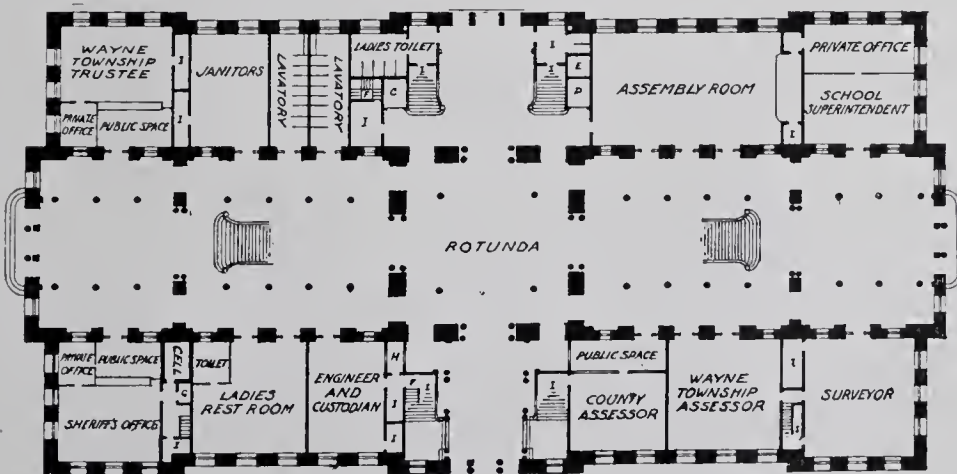 WAYNE
TOWNSHIP
TRUSTEE
PRIVATE
OFFICE
PUBLIC SPACE
I
I
JANITORS
LAVATORY
LAVATORY
LADIES TOILET
F
I
C
I
I
I
E
P
ASSEMBLY ROOM
I
PRIVATE OFFICE
SCHOOL
SUPERINTENDENT
ROTUNDA
PRIVATE
OFFICE
PUBLIC SPACE
SHERIFF'S OFFICE
CELL
C
I
TOILET
LADIES
REST ROOM
ENGINEER
AND
CUSTODIAN
H
I
I
F
I
I
PUBLIC SPACE
COUNTY
ASSESSOR
WAYNE
TOWNSHIP
ASSESSOR
I
I
SURVEYOR